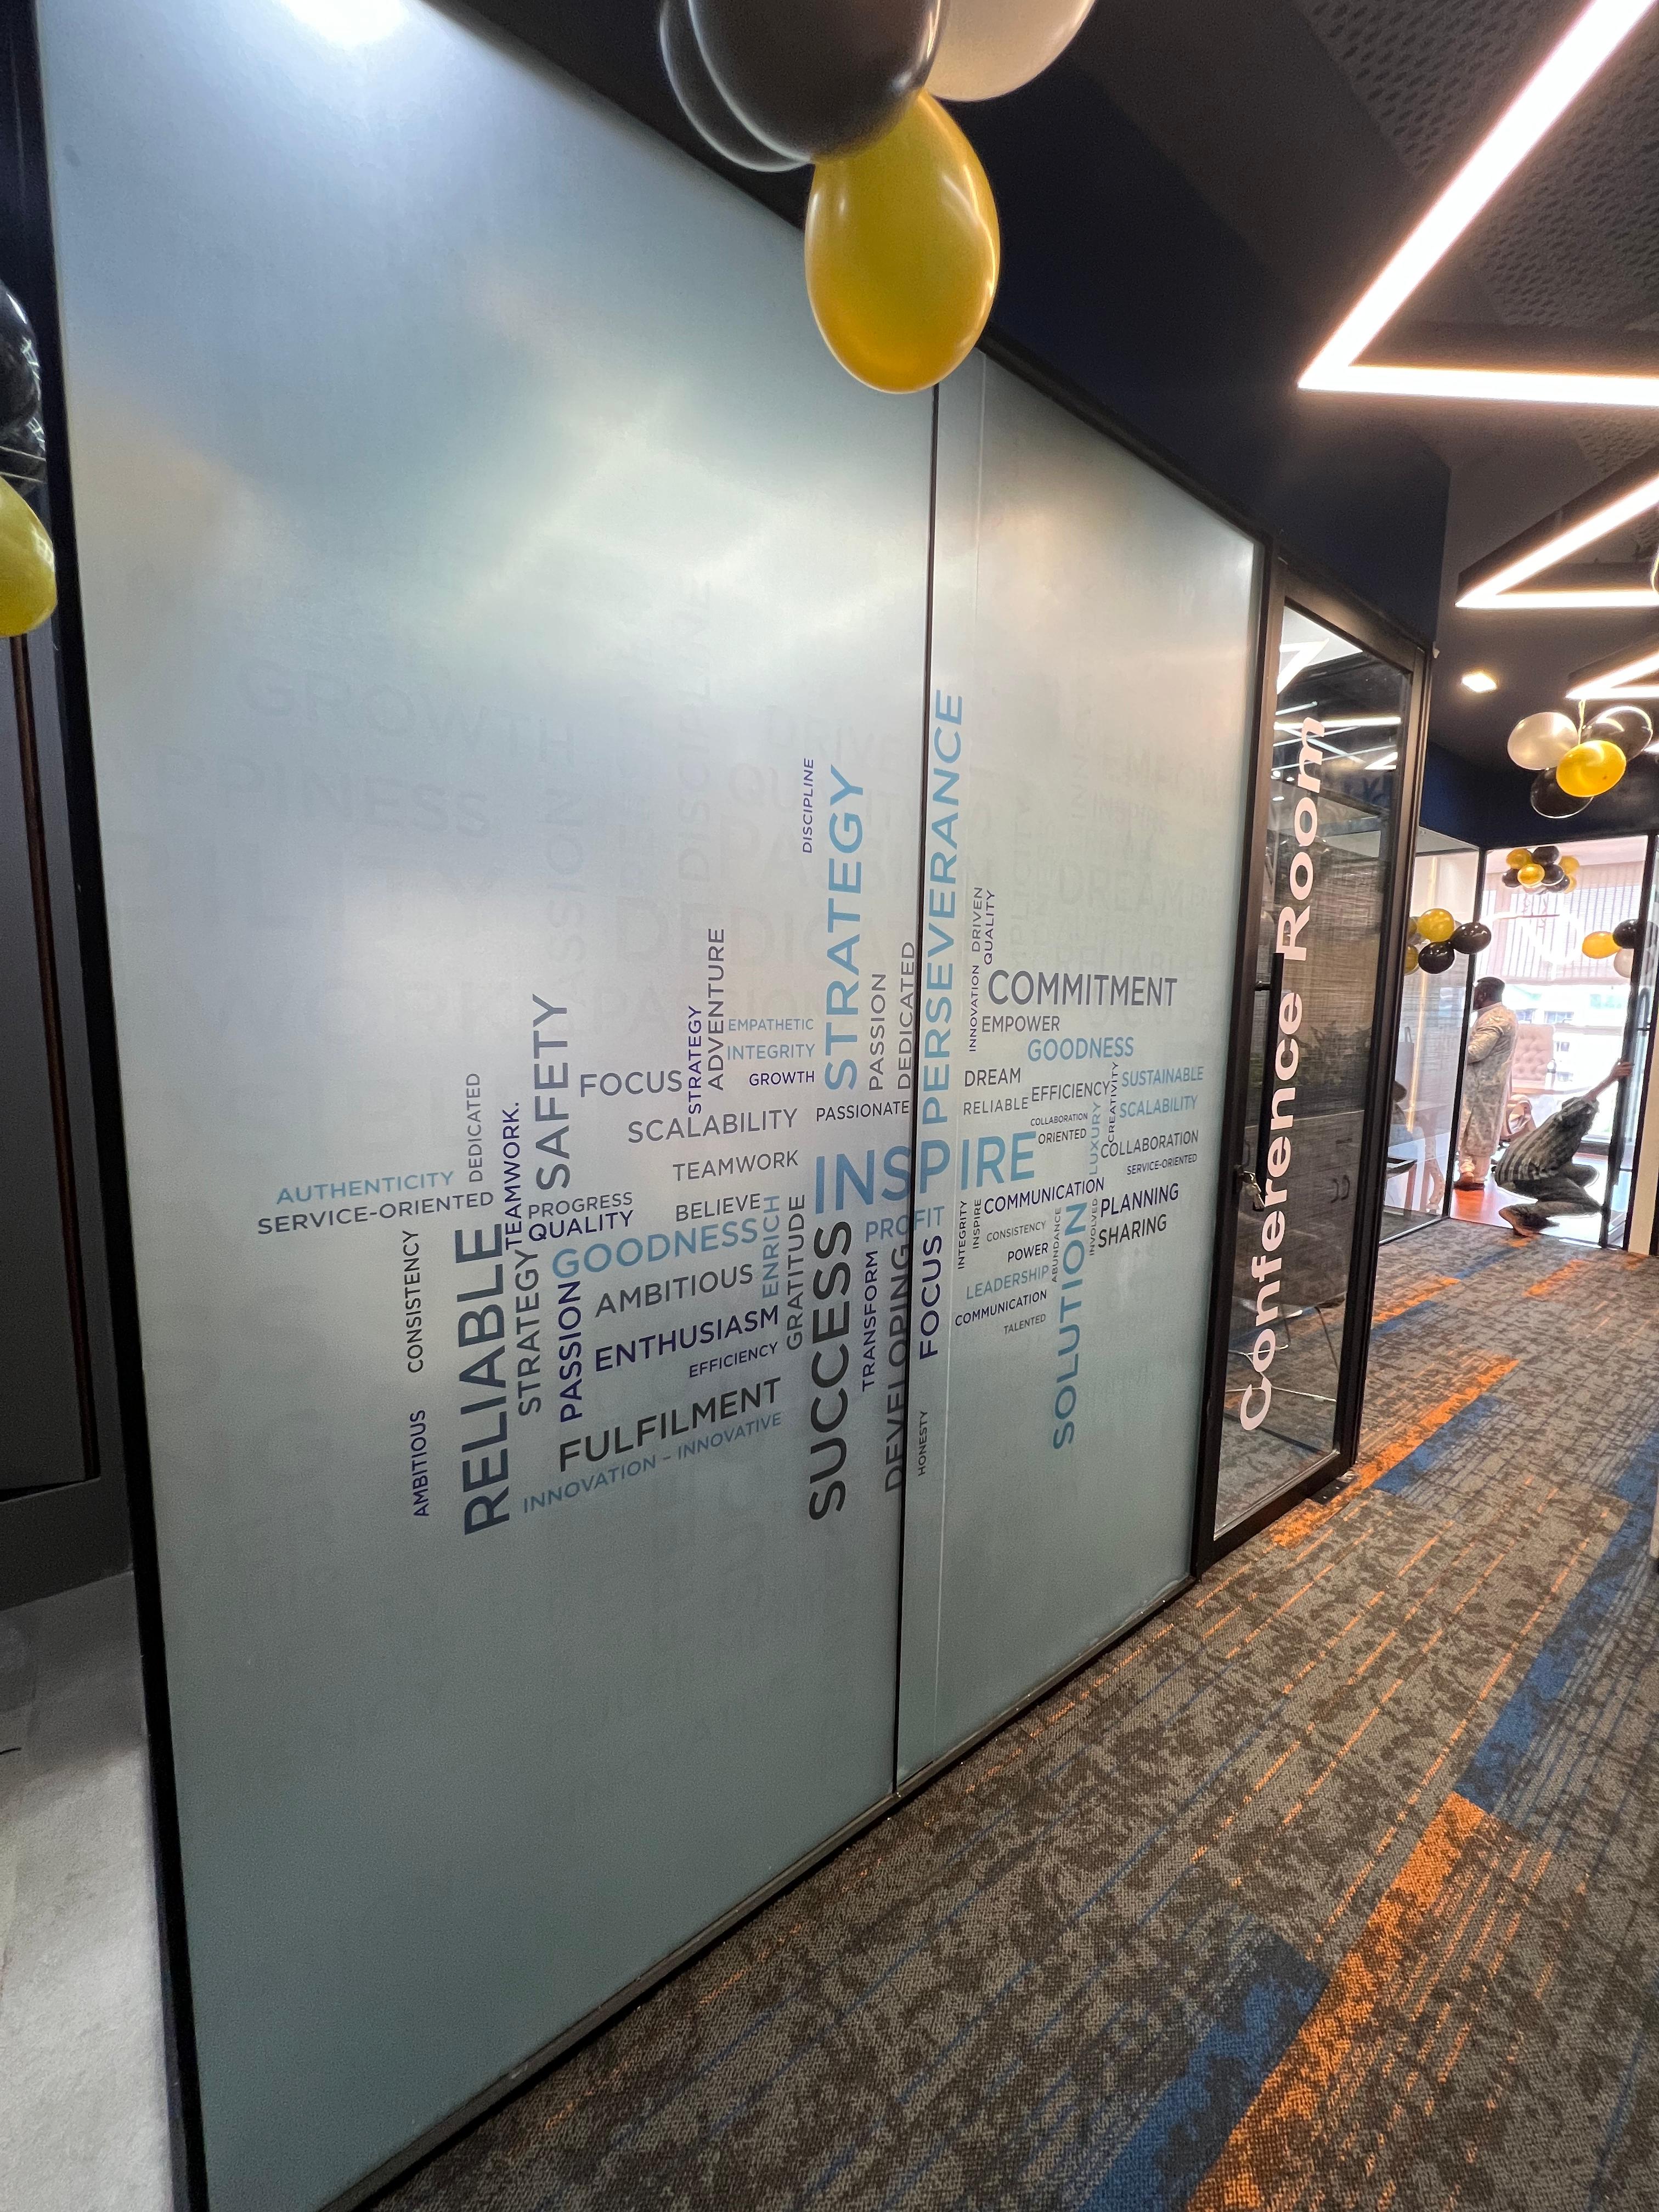 DISCIPLINE
STRATEGY
PERSEVERANCE
INNOVATION DRIVEN
QUALITY
COMMITMENT
EMPOWER
GOODNESS
DREAM
EFFICIENCY
CREATIVITY
SUSTAINABLE
RELIABLE
COLLABORATION
ORIENTED
LUXURY
SCALABILITY
COLLABORATION
SERVICE-ORIENTED
ADVENTURE
STRATEGY
EMPATHETIC
INTEGRITY
GROWTH
PASSION
DEDICATED
PASSIONATE
SAFETY
FOCUS
SCALABILITY
TEAMWORK
INSPIRE
DEDICATED
TEAMWORK.
AUTHENTICITY
SERVICE-ORIENTED
PROGRESS
QUALITY
BELIEVE
ENRICH
GRATITUDE
GOODNESS
AMBITIOUS
ENTHUSIASM
EFFICIENCY
FULFILMENT
INNOVATION – INNOVATIVE
CONSISTENCY
AMBITIOUS
RELIABLE
STRATEGY
PASSION
SUCCESS
PROFIT
TRANSFORM
DEVELOPING
FOCUS
HONESTY
INTEGRITY
INSPIRE
COMMUNICATION
CONSISTENCY
POWER
ABUNDANCE
LEADERSHIP
COMMUNICATION
TALENTED
SOLUTION
INVOLVED
PLANNING
SHARING
Conference Room